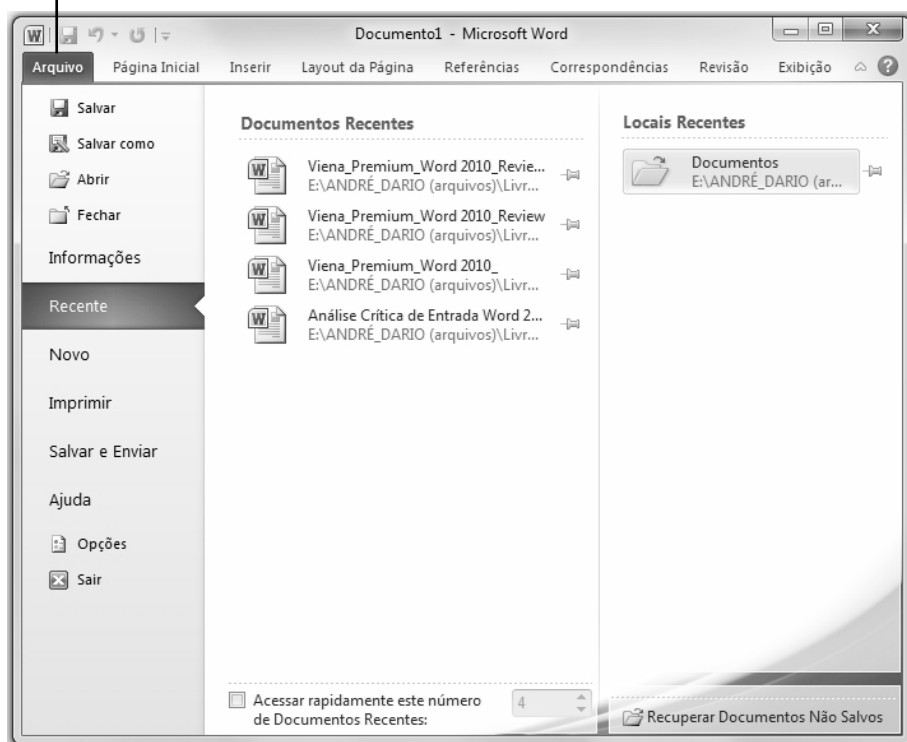 Documento1 - Microsoft Word
Arquivo Página Inicial Inserir Layout da Página Referências Correspondências Revisão Exibição
Salvar
Salvar como
Abrir
Fechar
Informações
Recente
Novo
Imprimir
Salvar e Enviar
Ajuda
Opções
Sair
Documentos Recentes
Viena_Premium_Word 2010_Revie...
E:\ANDRÉ_DARIO (arquivos)\Livr...
Viena_Premium_Word 2010_Review
E:\ANDRÉ_DARIO (arquivos)\Livr...
Viena_Premium_Word 2010_
E:\ANDRÉ_DARIO (arquivos)\Livr...
Análise Crítica de Entrada Word 2...
E:\ANDRÉ_DARIO (arquivos)\Livr...
Acessar rapidamente este número
de Documentos Recentes:
4
Locais Recentes
Documentos
E:\ANDRÉ_DARIO (ar...
Recuperar Documentos Não Salvos